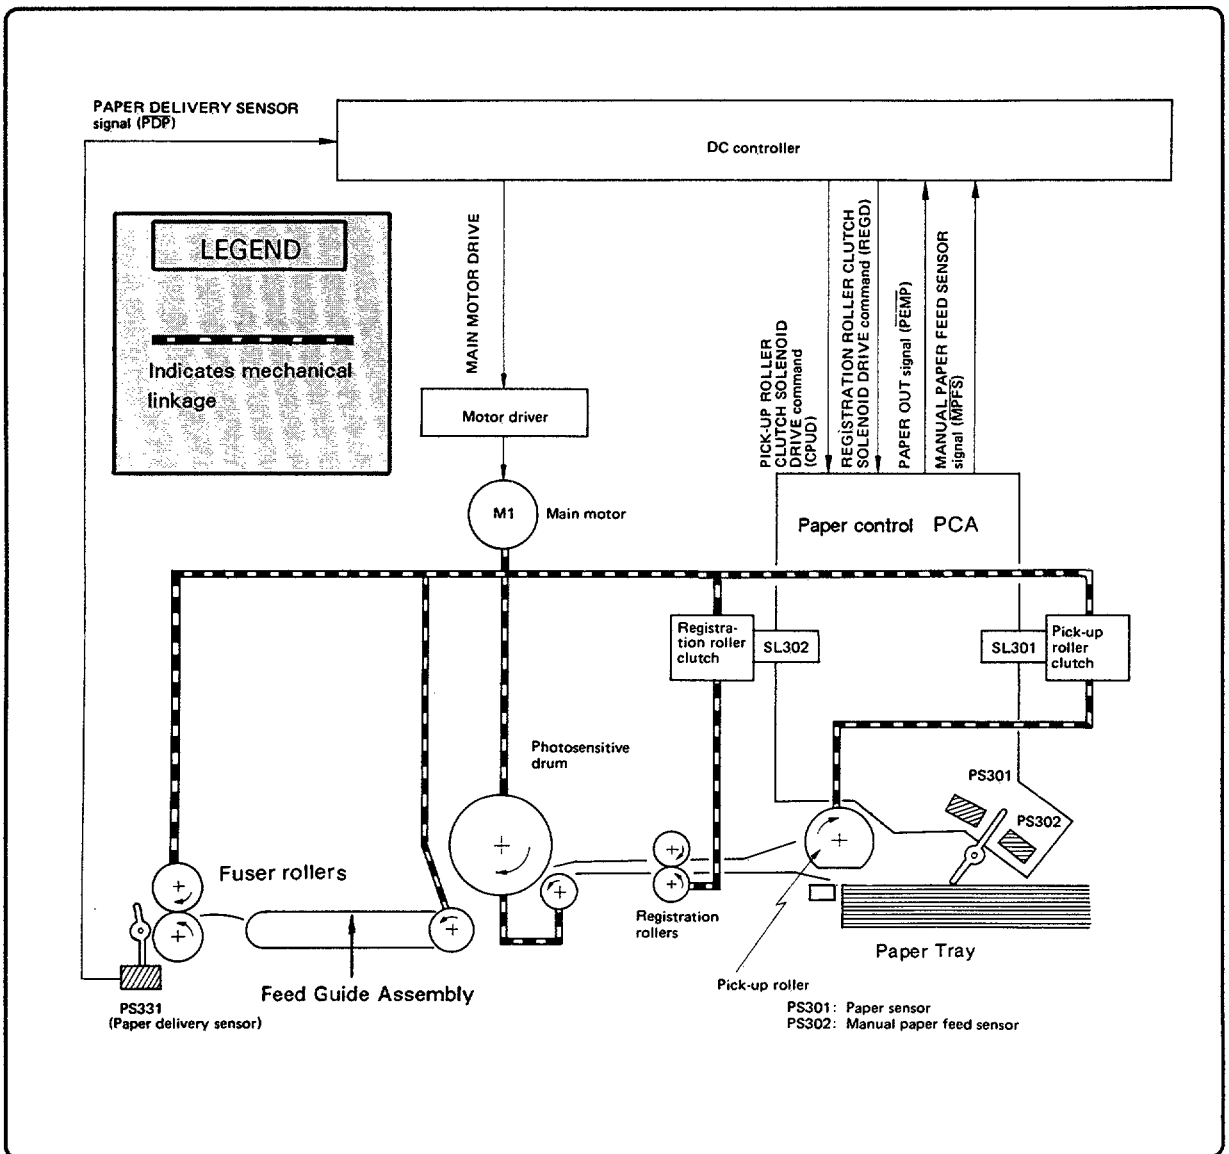 PAPER DELIVERY SENSOR
signal (PDP)
DC controller
LEGEND
Indicates mechanical
linkage
MAIN MOTOR DRIVE
PICK-UP ROLLER
CLUTCH SOLENOID
DRIVE command
(CPUD)
REGISTRATION ROLLER CLUTCH
SOLENOID DRIVE command (REGD)
PAPER OUT signal (PEMP)
MANUAL PAPER FEED SENSOR
signal (MPFS)
Motor driver
M1
Main motor
Paper control PCA
Registra-
tion roller
clutch
SL302
SL301
Pick-up
roller
clutch
Photosensitive
drum
PS301
PS302
Fuser rollers
Registration
rollers
Paper Tray
Pick-up roller
Feed Guide Assembly
PS331
(Paper delivery sensor)
PS301: Paper sensor
PS302: Manual paper feed sensor